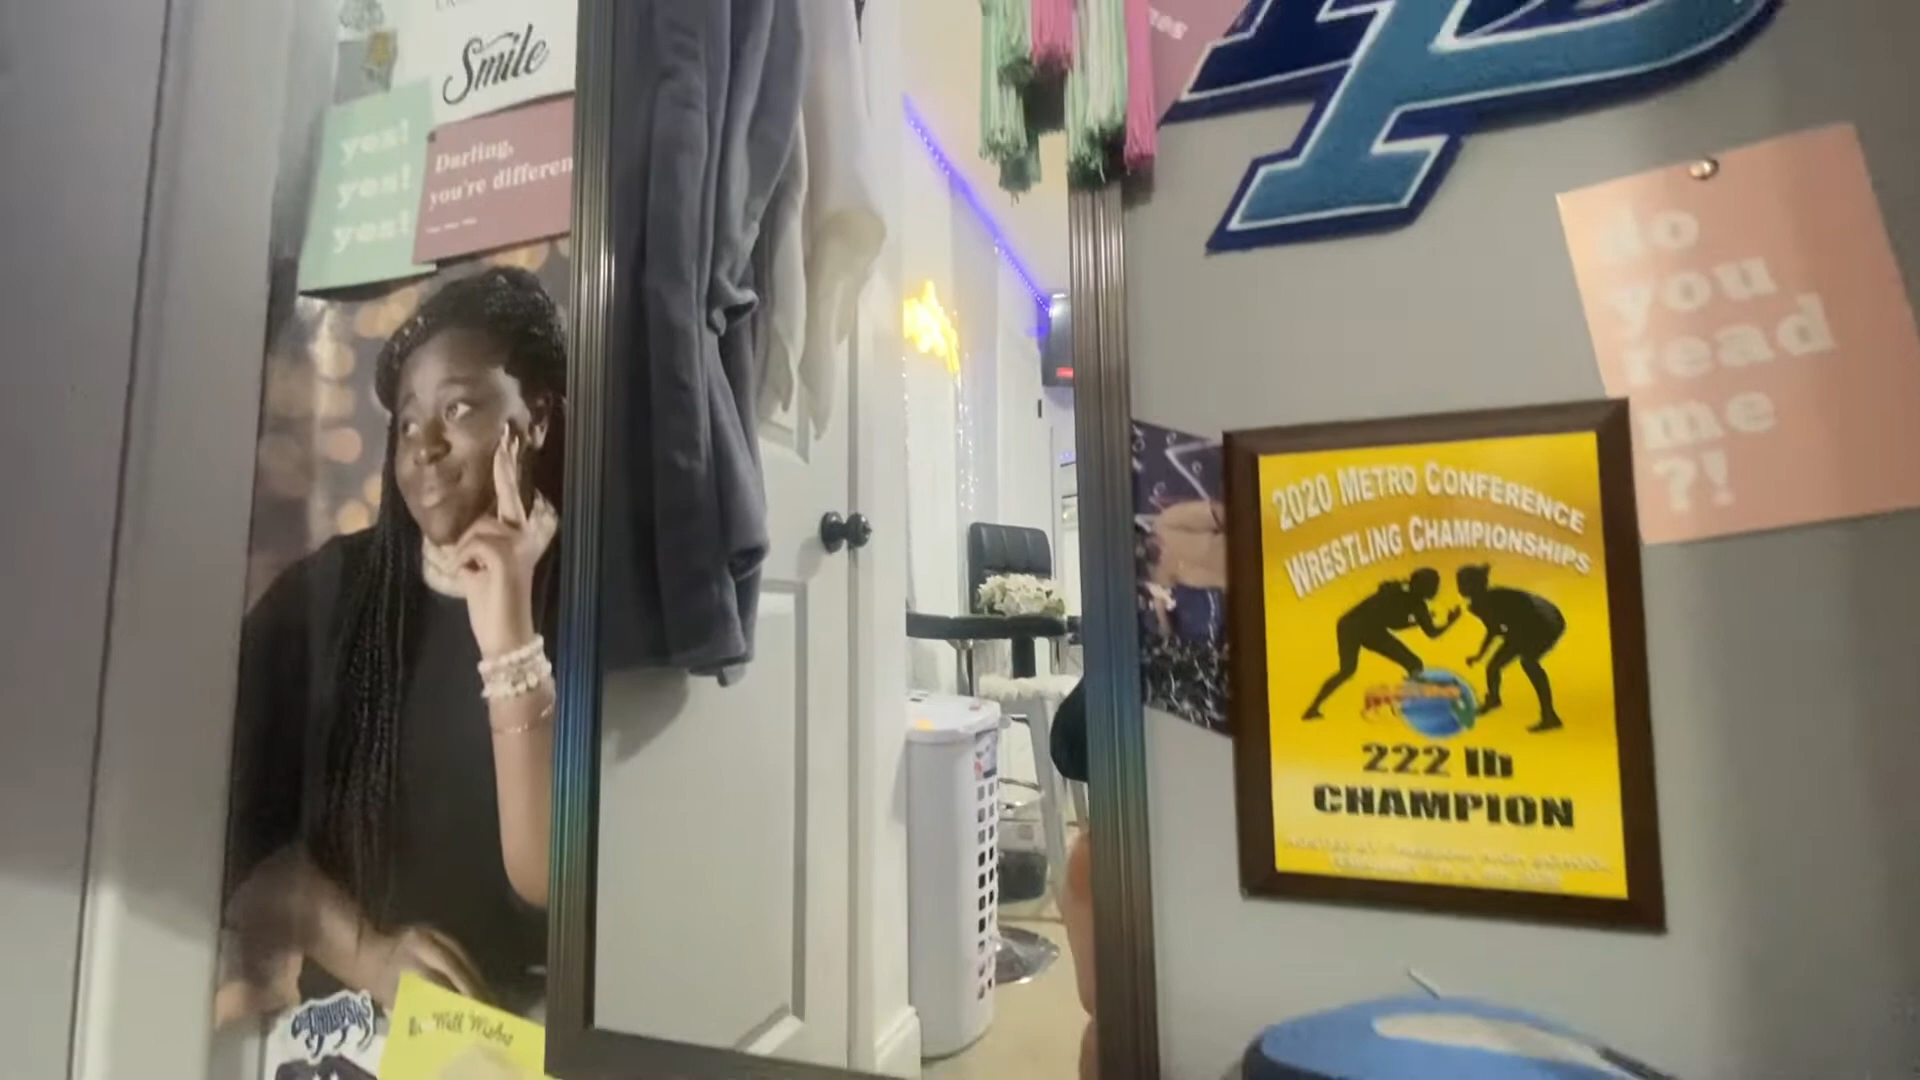 Smile
yes!
yes!
yes!
Darling,
you're differen
do
you
read
me
?!
2020 METRO CONFERENCE
WRESTLING CHAMPIONSHIPS
222 lb
CHAMPION